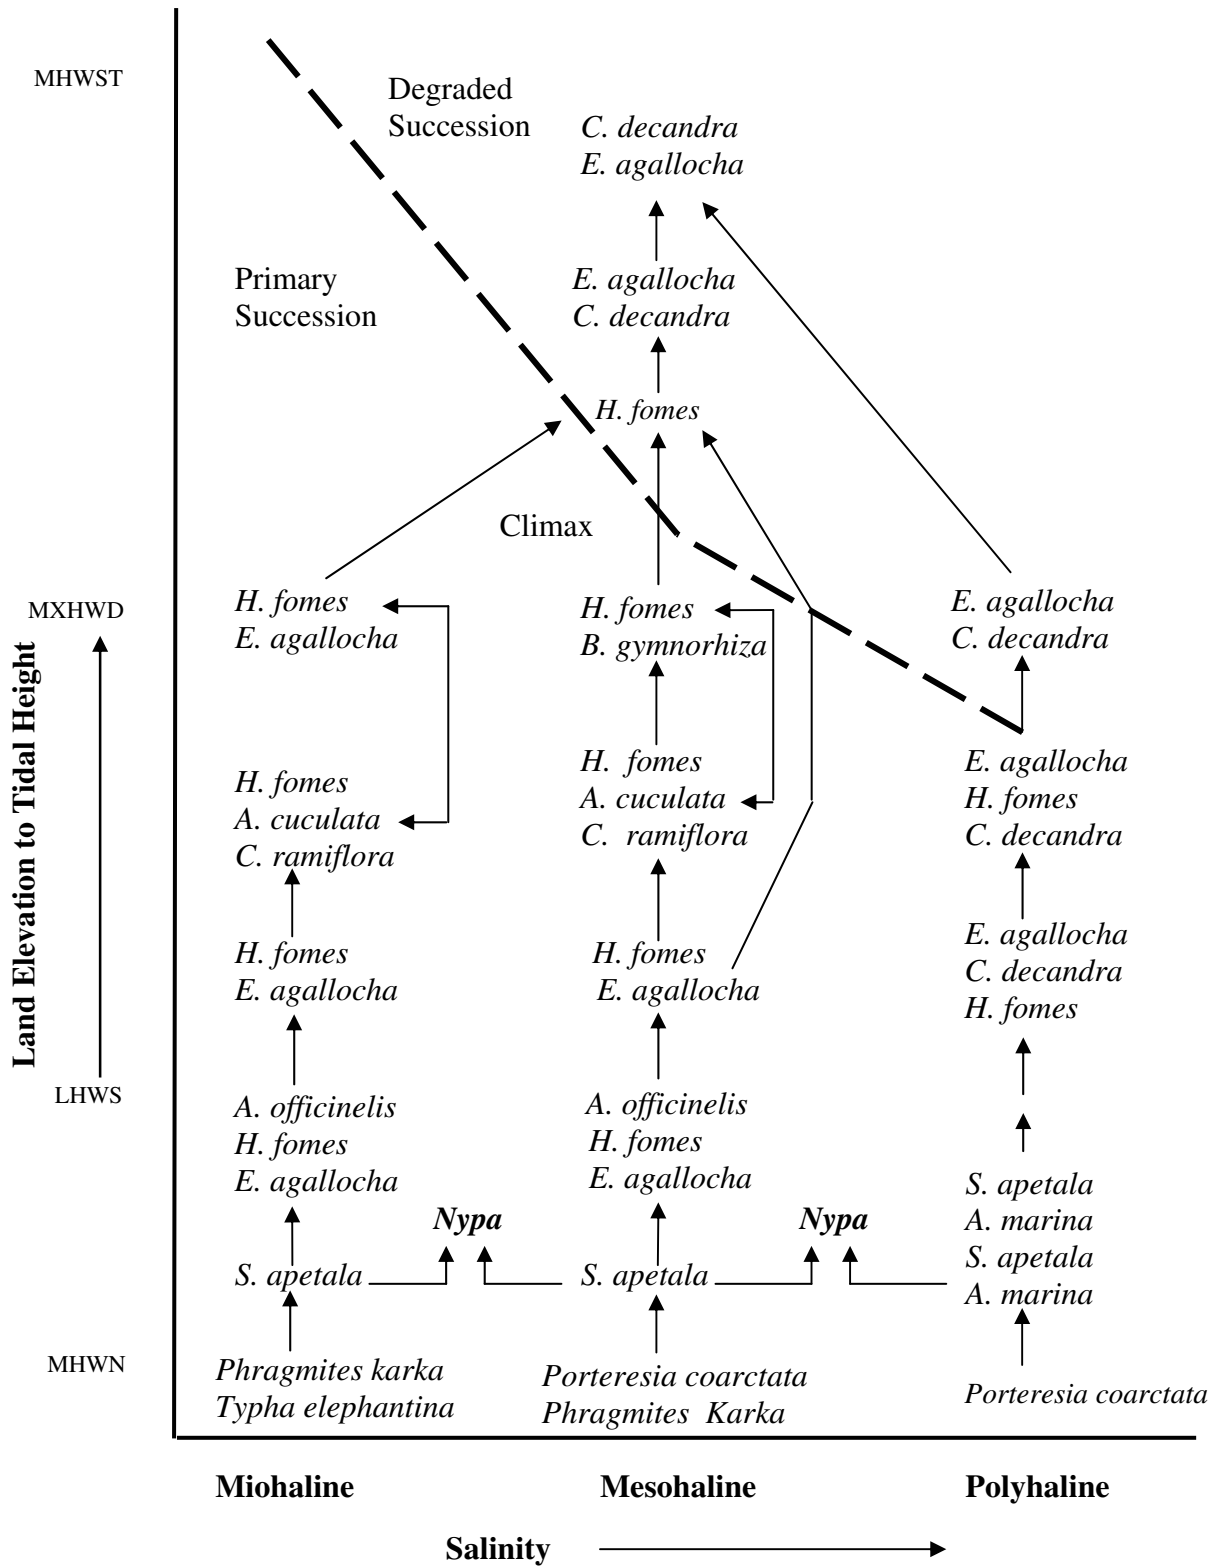 MHWST
Degraded
Succession
C. decandra
E. agallocha
Primary
Succession
E. agallocha
C. decandra
H. fomes
Climax
MXHWD
H. fomes
E. agallocha
H. fomes
B. gymnorhiza
E. agallocha
C. decandra
Land Elevation to Tidal Height
H. fomes
A. cuculata
C. ramiflora
H. fomes
A. cuculata
C. ramiflora
E. agallocha
H. fomes
C. decandra
H. fomes
E. agallocha
H. fomes
E. agallocha
E. agallocha
C. decandra
H. fomes
LHWS
A. officinelis
H. fomes
E. agallocha
A. officinelis
H. fomes
E. agallocha
S. apetala
A. marina
S. apetala
A. marina
Nypa
Nypa
S. apetala
S. apetala
MHWN
Phragmites karka
Typha elephantina
Porteresia coarctata
Phragmites Karka
Porteresia coarctata
Miohaline
Mesohaline
Polyhaline
Salinity